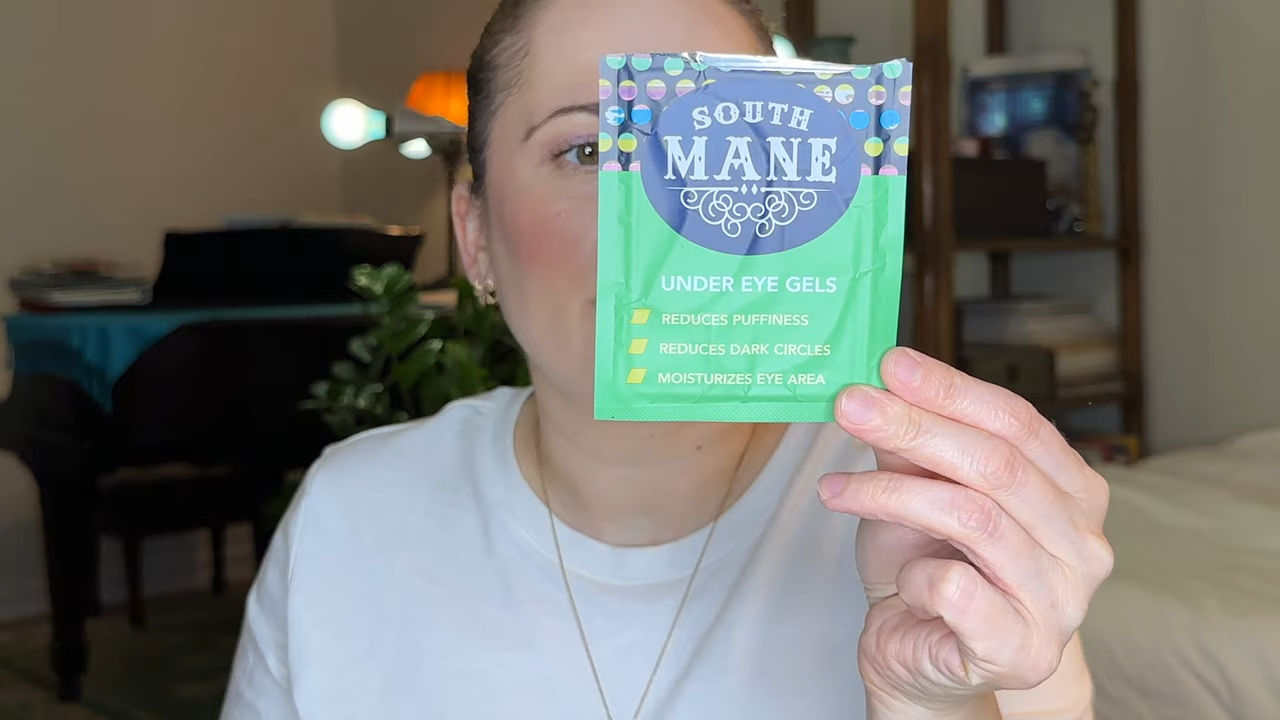 SOUTH
MANE
UNDER EYE GELS
REDUCES PUFFINESS
REDUCES DARK CIRCLES
MOISTURIZES EYE AREA